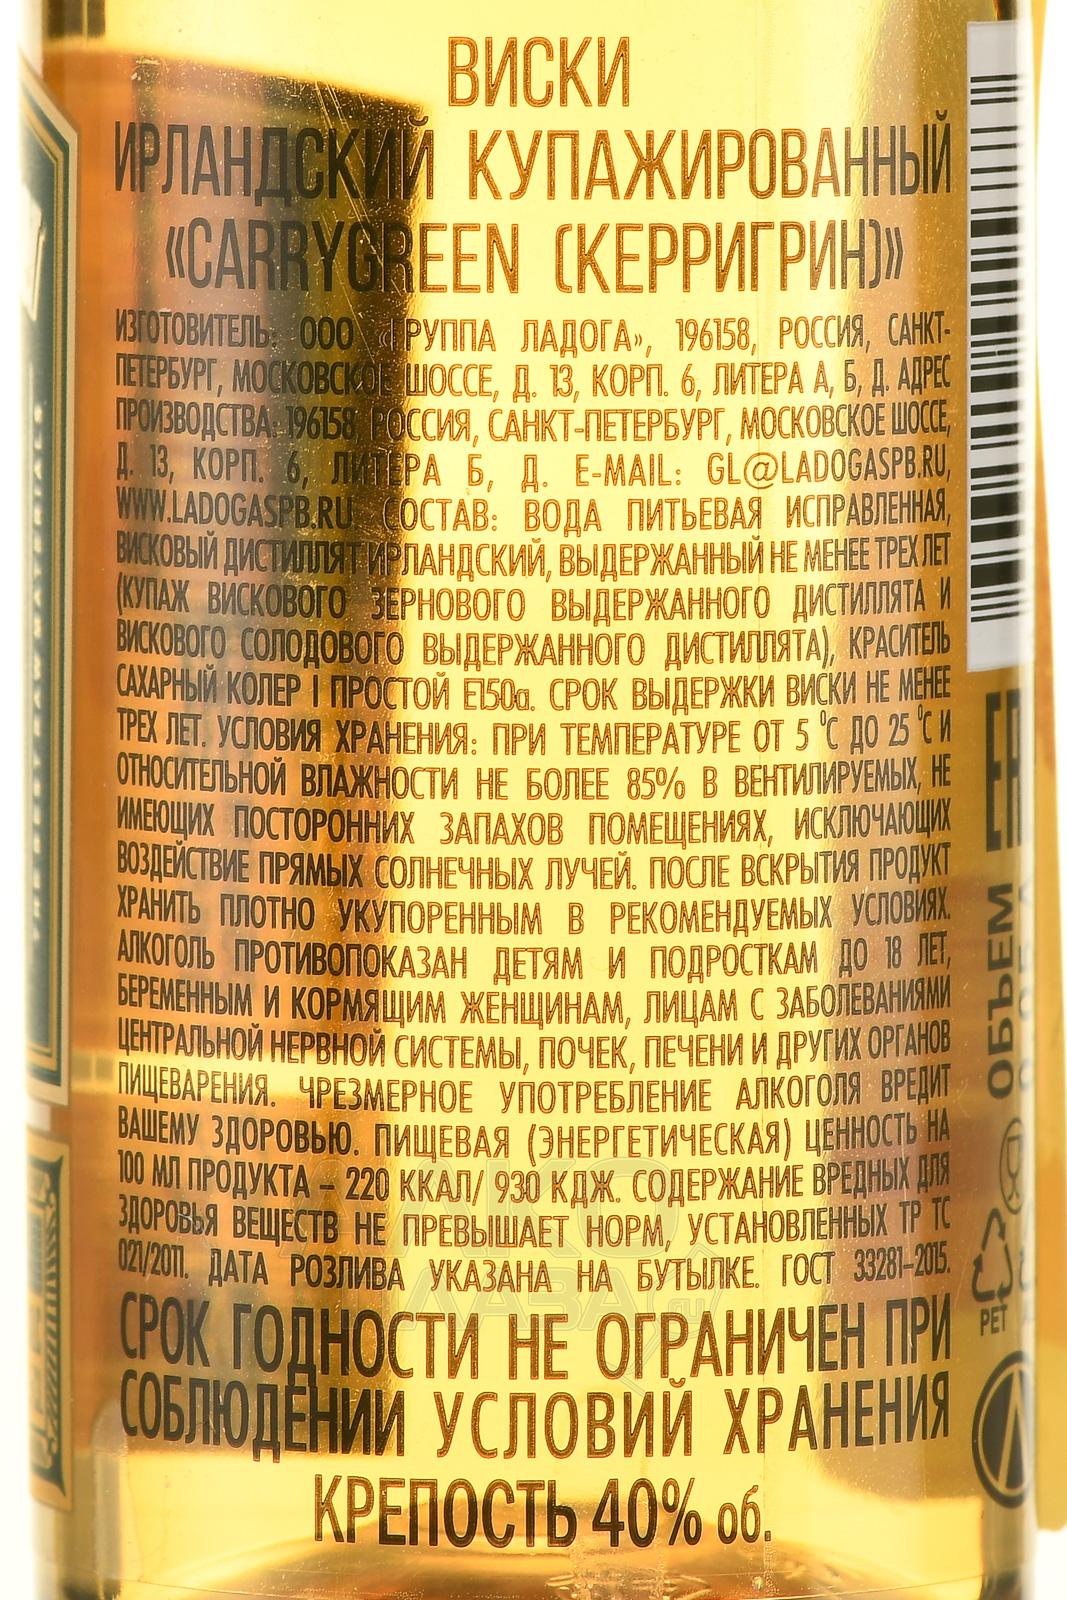 ВИСКИ
ИРЛАНДСКИЙ КУПАЖИРОВАННЫЙ
«CARRYGREEN (КЕРРИГРИН)»
ИЗГОТОВИТЕЛЬ: ООО «ГРУППА ЛАДОГА», 196158, РОССИЯ, САНКТ-
ПЕТЕРБУРГ, МОСКОВСКОЕ ШОССЕ, Д. 13, КОРП. 6, ЛИТЕРА А, Б, Д. АДРЕС
ПРОИЗВОДСТВА: 196158 РОССИЯ, САНКТ-ПЕТЕРБУРГ, МОСКОВСКОЕ ШОССЕ,
Д. 13, КОРП. 6, ЛИТЕРА Б, Д. E-MAIL: GL@LADOGASPB.RU,
WWW.LADOGASPB.RU СОСТАВ: ВОДА ПИТЬЕВАЯ ИСПРАВЛЕННАЯ,
ВИСКОВЫЙ ДИСТИЛЛЯТ ИРЛАНДСКИЙ, ВЫДЕРЖАННЫЙ НЕ МЕНЕЕ ТРЕХ ЛЕТ
(КУПАЖ ВИСКОВОГО ЗЕРНОВОГО ВЫДЕРЖАННОГО ДИСТИЛЛЯТА И
ВИСКОВОГО СОЛОДОВОГО ВЫДЕРЖАННОГО ДИСТИЛЛЯТА), КРАСИТЕЛЬ
САХАРНЫЙ КОЛЕР I ПРОСТОЙ Е150а. СРОК ВЫДЕРЖКИ ВИСКИ НЕ МЕНЕЕ
ТРЕХ ЛЕТ. УСЛОВИЯ ХРАНЕНИЯ: ПРИ ТЕМПЕРАТУРЕ ОТ 5 °С ДО 25 °С И
ОТНОСИТЕЛЬНОЙ ВЛАЖНОСТИ НЕ БОЛЕЕ 85% В ВЕНТИЛИРУЕМЫХ, НЕ
ИМЕЮЩИХ ПОСТОРОННИХ ЗАПАХОВ ПОМЕЩЕНИЯХ, ИСКЛЮЧАЮЩИХ
ВОЗДЕЙСТВИЕ ПРЯМЫХ СОЛНЕЧНЫХ ЛУЧЕЙ. ПОСЛЕ ВСКРЫТИЯ ПРОДУКТ
ХРАНИТЬ ПЛОТНО УКУПОРЕННЫМ В РЕКОМЕНДУЕМЫХ УСЛОВИЯХ.
АЛКОГОЛЬ ПРОТИВОПОКАЗАН ДЕТЯМ И ПОДРОСТКАМ ДО 18 ЛЕТ,
БЕРЕМЕННЫМ И КОРМЯЩИМ ЖЕНЩИНАМ, ЛИЦАМ С ЗАБОЛЕВАНИЯМИ
ЦЕНТРАЛЬНОЙ НЕРВНОЙ СИСТЕМЫ, ПОЧЕК, ПЕЧЕНИ И ДРУГИХ ОРГАНОВ
ПИЩЕВАРЕНИЯ. ЧРЕЗМЕРНОЕ УПОТРЕБЛЕНИЕ АЛКОГОЛЯ ВРЕДИТ
ВАШЕМУ ЗДОРОВЬЮ. ПИЩЕВАЯ (ЭНЕРГЕТИЧЕСКАЯ) ЦЕННОСТЬ НА
100 МЛ ПРОДУКТА – 220 ККАЛ/ 930 КДЖ. СОДЕРЖАНИЕ ВРЕДНЫХ ДЛЯ
ЗДОРОВЬЯ ВЕЩЕСТВ НЕ ПРЕВЫШАЕТ НОРМ, УСТАНОВЛЕННЫХ ТР ТС
021/2011. ДАТА РОЗЛИВА УКАЗАНА НА БУТЫЛКЕ. ГОСТ 33281-2015.
СРОК ГОДНОСТИ НЕ ОГРАНИЧЕН ПРИ
СОБЛЮДЕНИИ УСЛОВИЙ ХРАНЕНИЯ
КРЕПОСТЬ 40% об.
ОБЪЕМ
PET
АЛКО
ЛАВА.ru